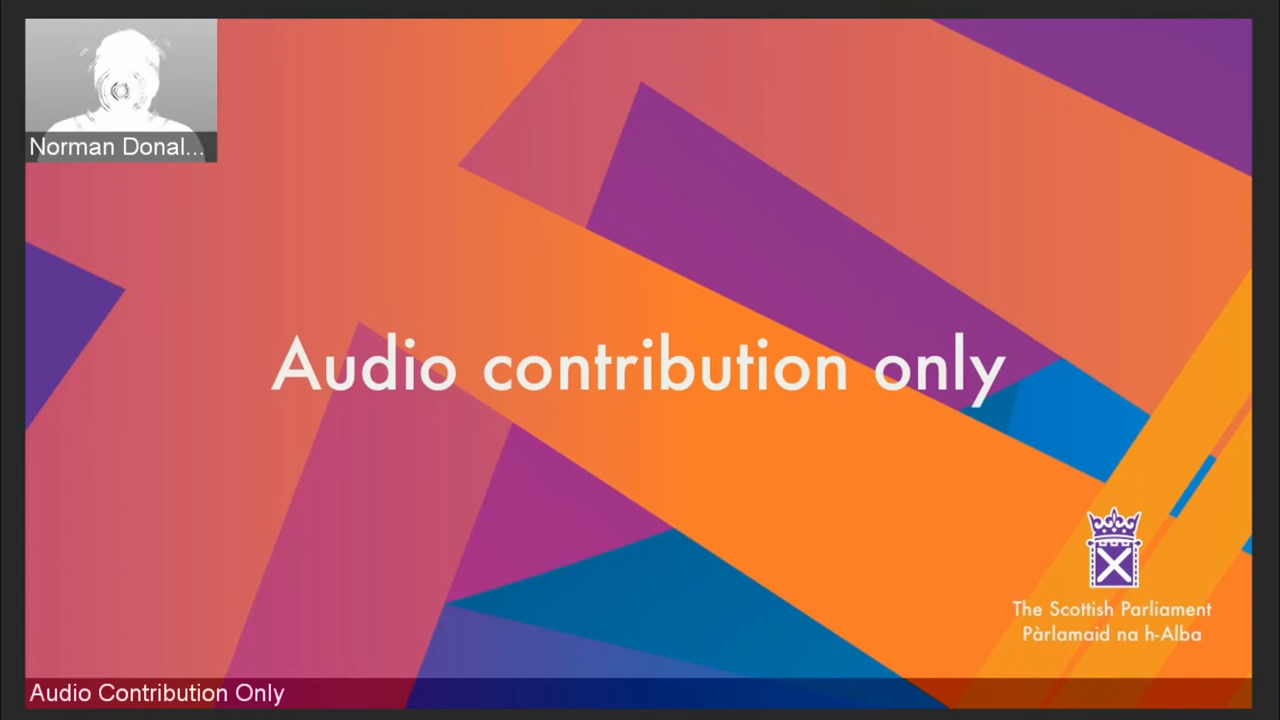 Norman Donal...
Audio contribution only
The Scottish Parliament
Pàrlamaid na h-Alba
Audio Contribution Only